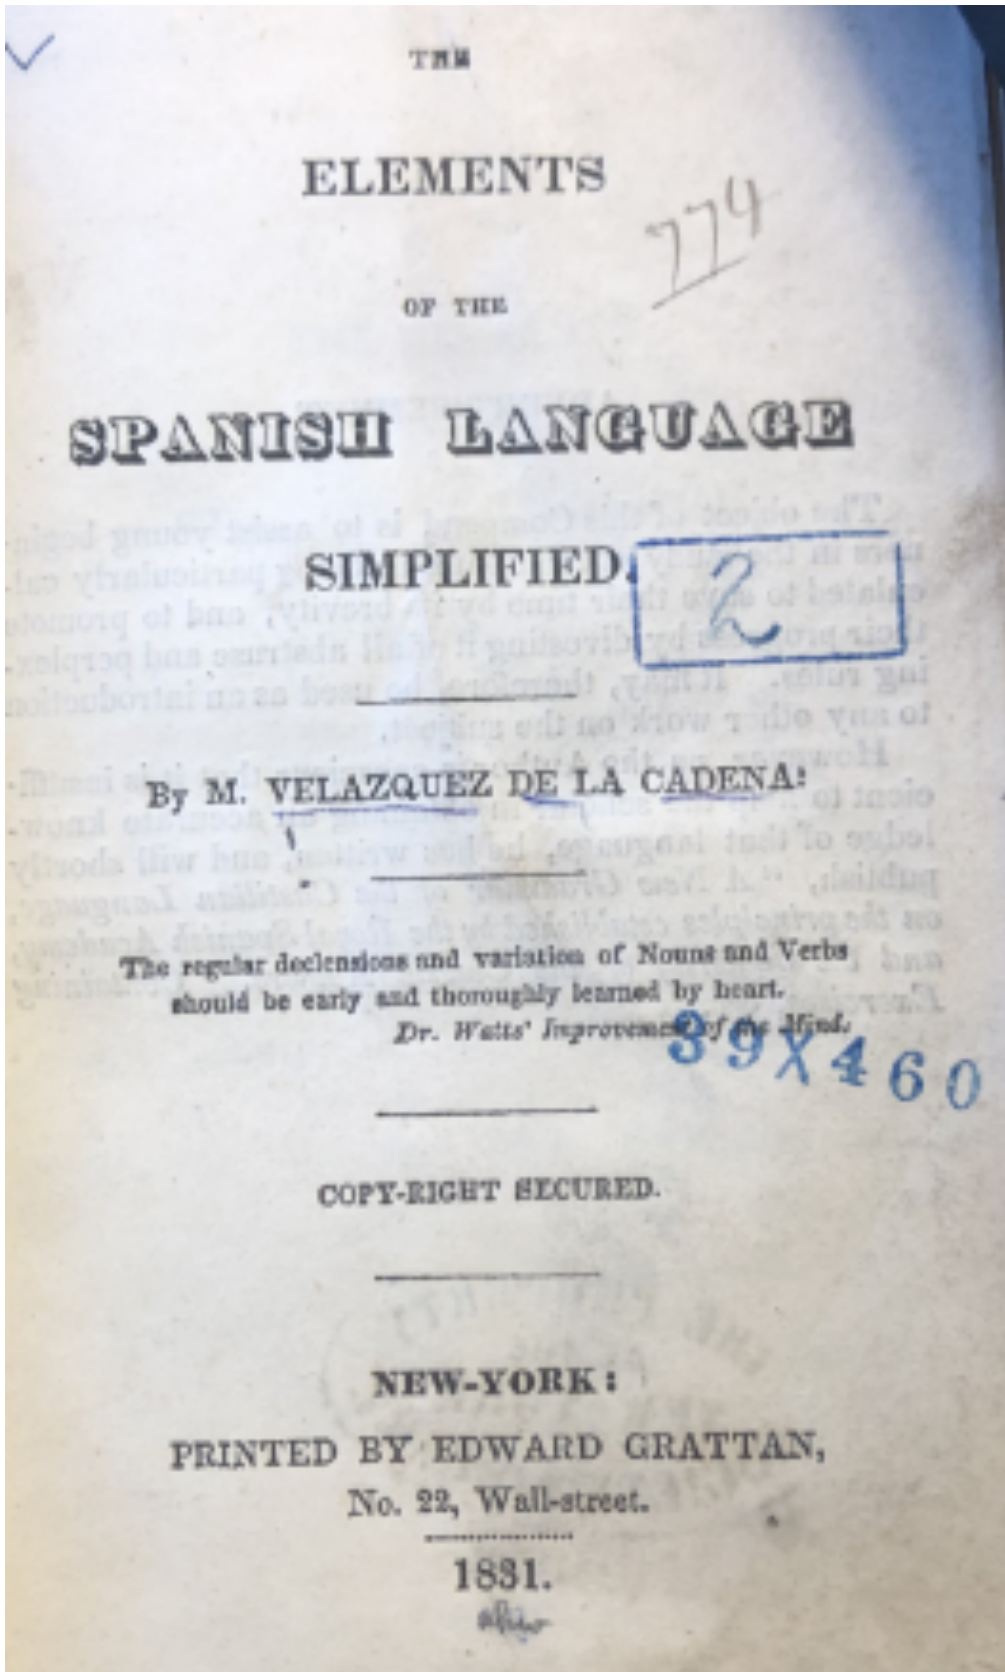 THE
ELEMENTS
774
OF THE
SPANISH LANGUAGE
SIMPLIFIED.
2
By M. VELAZQUEZ DE LA CADENA:
The regular declensions and variation of Nouns and Verbs
should be early and thoroughly learned by heart.
Dr. Watts' Improvement of the Mind.
39X460
COPY-RIGHT SECURED.
NEW-YORK:
PRINTED BY EDWARD GRATTAN,
No. 22, Wall-street.
1831.